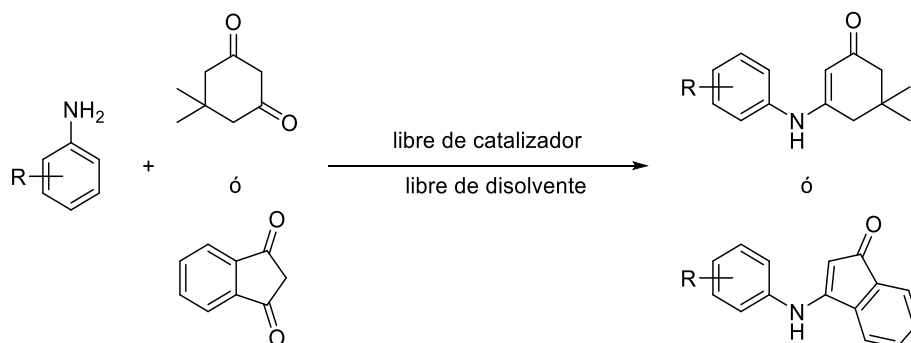 O
O
R
N
H
NH₂
R
+
O
O
ó
libre de catalizador
libre de disolvente
ó
O
O
R
N
H
O